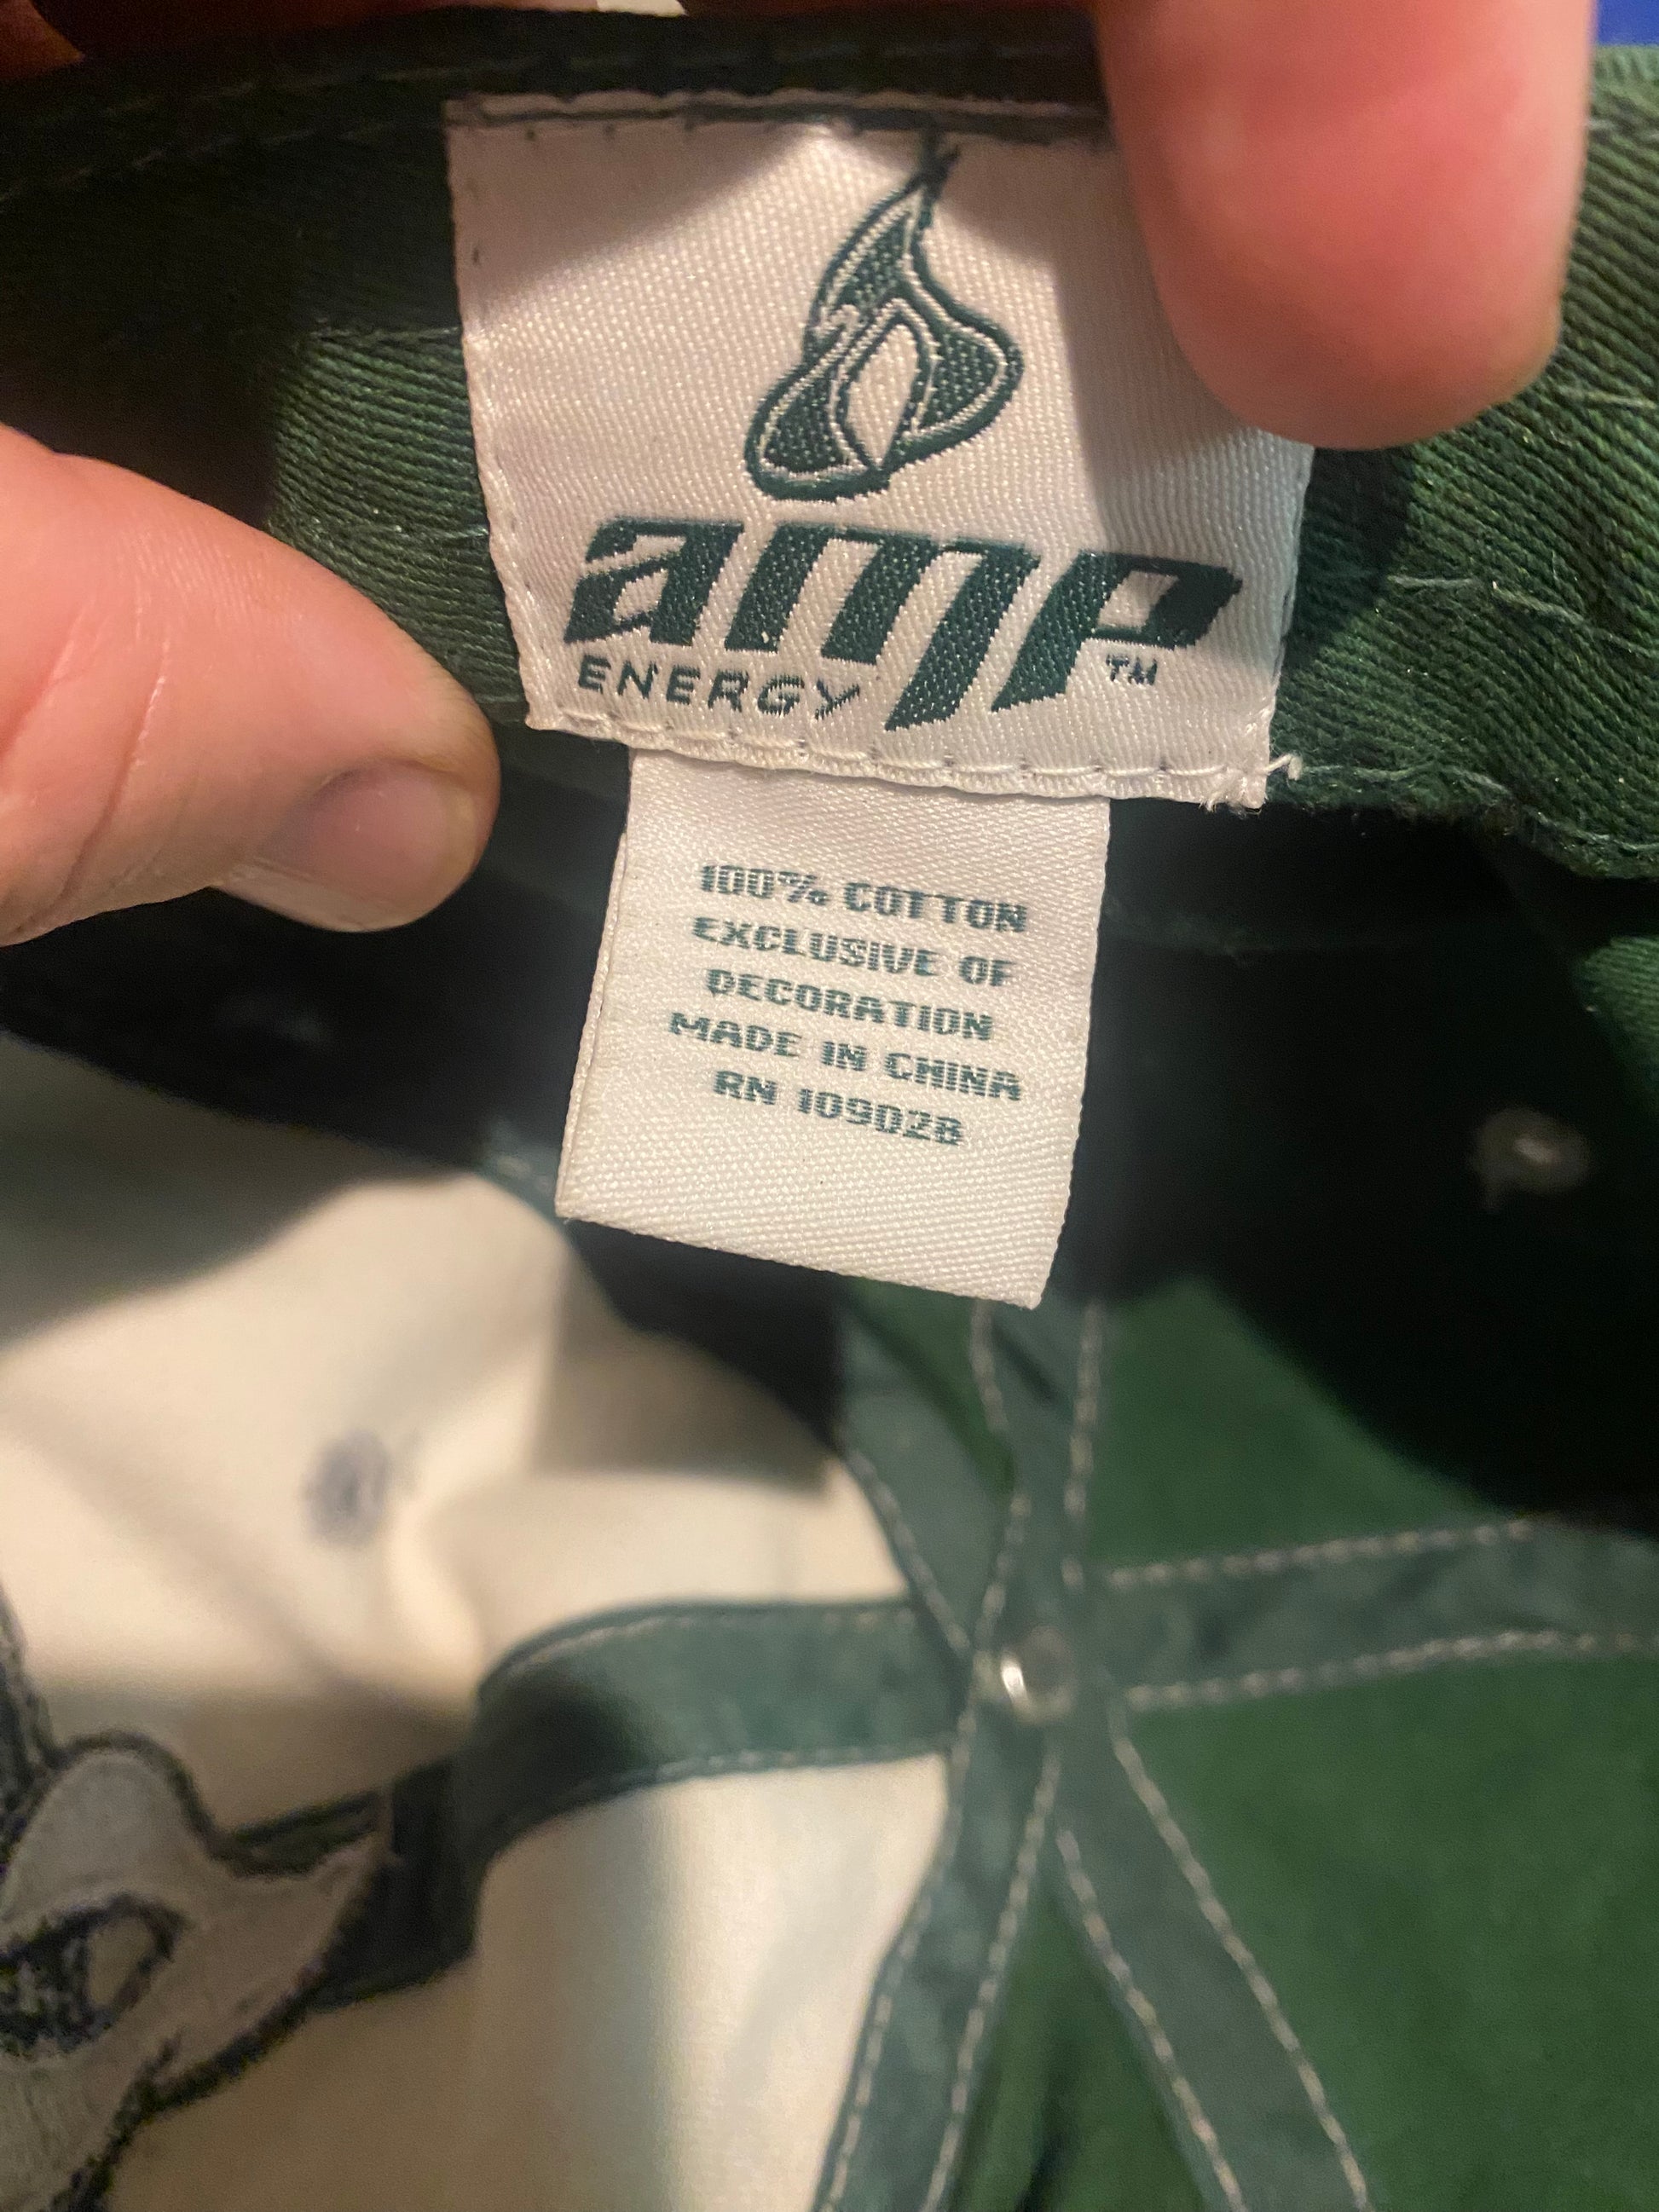 amp
ENERGY
TM
100% COTTON
EXCLUSIVE OF
DECORATION
MADE IN CHINA
RN 109028